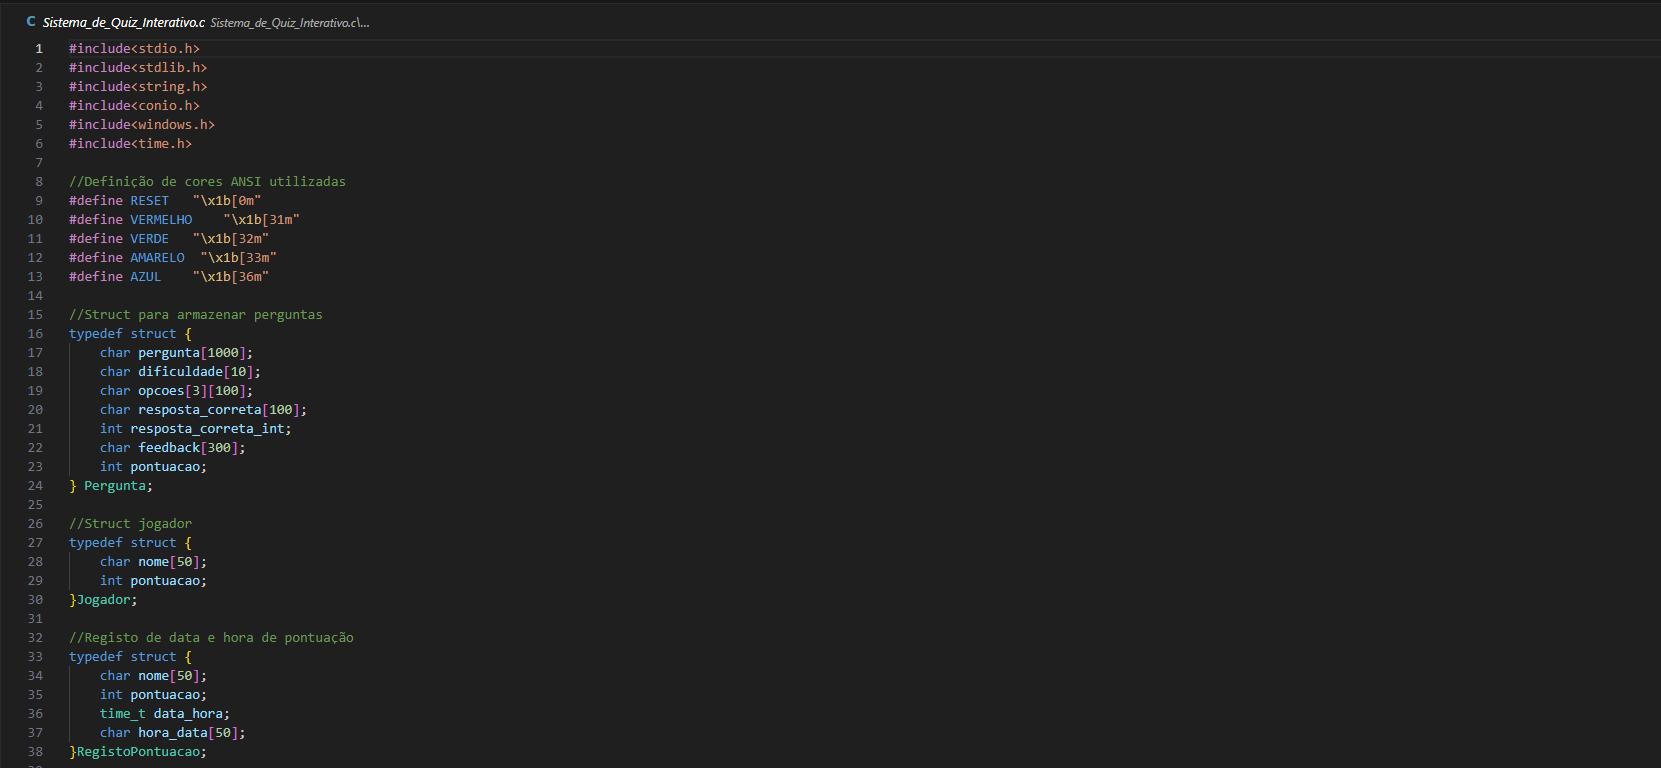 C Sistema_de_Quiz_Interativo.c Sistema_de_Quiz_Interativo.c\...
1 #include<stdio.h>
2 #include<stdlib.h>
3 #include<string.h>
4 #include<conio.h>
5 #include<windows.h>
6 #include<time.h>
7
8 //Definição de cores ANSI utilizadas
9 #define RESET   "\x1b[0m"
10 #define VERMELHO    "\x1b[31m"
11 #define VERDE   "\x1b[32m"
12 #define AMARELO  "\x1b[33m"
13 #define AZUL    "\x1b[36m"
14
15 //Struct para armazenar perguntas
16 typedef struct {
17     char pergunta[1000];
18     char dificuldade[10];
19     char opcoes[3][100];
20     char resposta_correta[100];
21     int resposta_correta_int;
22     char feedback[300];
23     int pontuacao;
24 } Pergunta;
25
26 //Struct jogador
27 typedef struct {
28     char nome[50];
29     int pontuacao;
30 }Jogador;
31
32 //Registo de data e hora de pontuação
33 typedef struct {
34     char nome[50];
35     int pontuacao;
36     time_t data_hora;
37     char hora_data[50];
38 }RegistoPontuacao;